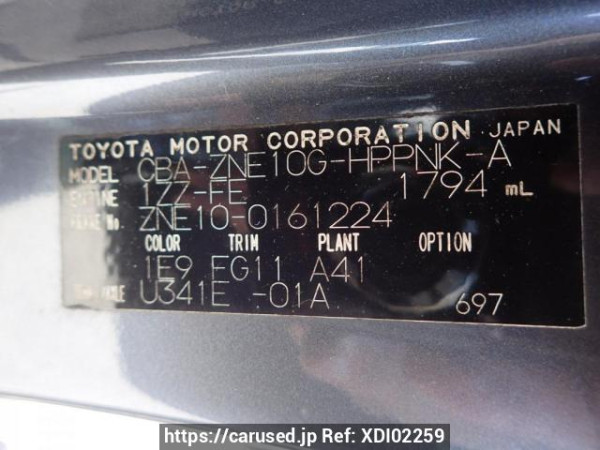 TOYOTA MOTOR CORPORATION JAPAN
MODEL CBA-ZNE10G-HPPNK-A
ENGINE 1ZZ-FE 1794 mL
FRAME No. ZNE10-0161224
COLOR TRIM PLANT OPTION
1E9 FG11 A41
U341E -01A 697
https://carused.jp Ref: XDI02259